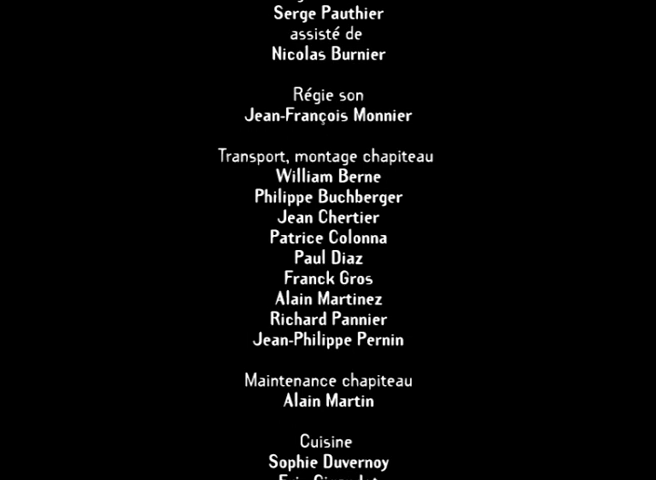 Serge Pauthier
assisté de
Nicolas Burnier
Régie son
Jean-François Monnier
Transport, montage chapiteau
William Berne
Philippe Buchberger
Jean Chertier
Patrice Colonna
Paul Diaz
Franck Gros
Alain Martinez
Richard Pannier
Jean-Philippe Pernin
Maintenance chapiteau
Alain Martin
Cuisine
Sophie Duvernoy